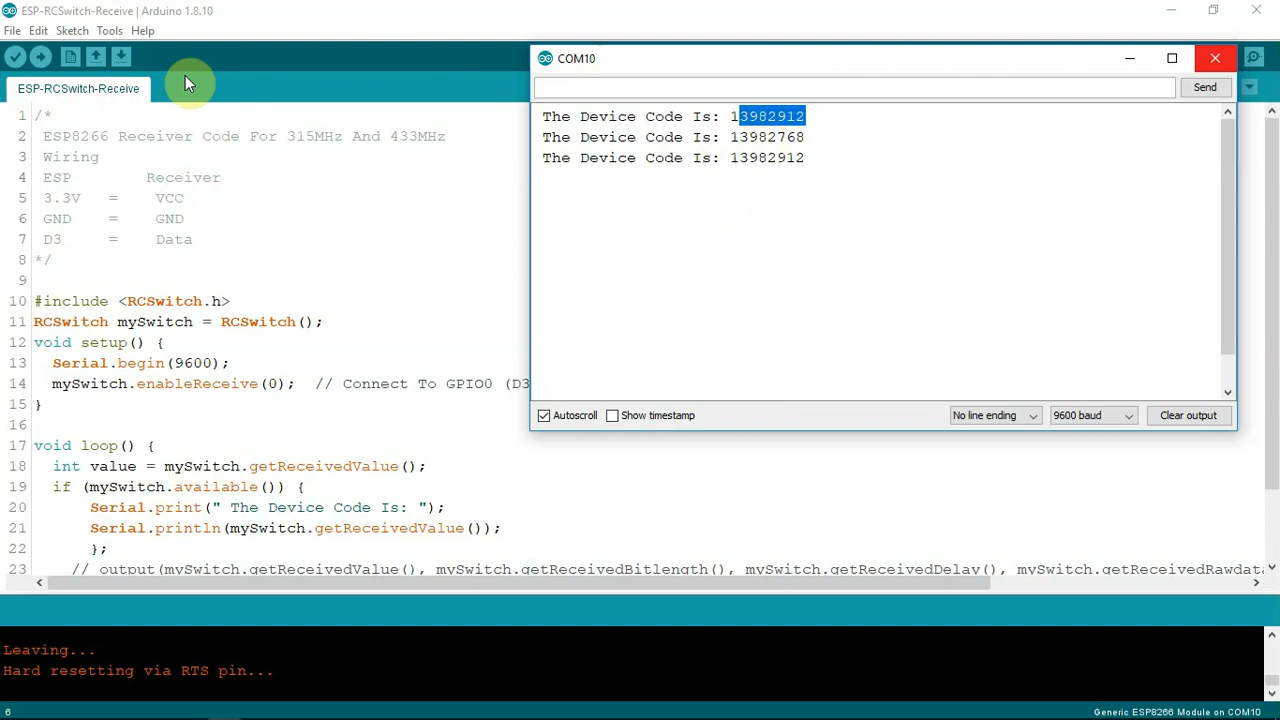 ESP-RCSwitch-Receive | Arduino 1.8.10
File Edit Sketch Tools Help
ESP-RCSwitch-Receive
1 /*
2 ESP8266 Receiver Code For 315MHz And 433MHz
3 Wiring
4 ESP Receiver
5 3.3V = VCC
6 GND = GND
7 D3 = Data
8 */
9
10 #include <RCSwitch.h>
11 RCSwitch mySwitch = RCSwitch();
12 void setup() {
13 Serial.begin(9600);
14 mySwitch.enableReceive(0); // Connect To GPIO0 (D3
15 }
16
17 void loop() {
18 int value = mySwitch.getReceivedValue();
19 if (mySwitch.available()) {
20 Serial.print(" The Device Code Is: ");
21 Serial.println(mySwitch.getReceivedValue());
22 };
23 // output(mySwitch.getReceivedValue(), mySwitch.getReceivedBitlength(), mySwitch.getReceivedDelay(), mySwitch.getReceivedRawdata
COM10
Send
The Device Code Is: 13982912
The Device Code Is: 13982768
The Device Code Is: 13982912
Autoscroll Show timestamp No line ending 9600 baud Clear output
Leaving...
Hard resetting via RTS pin...
6 Generic ESP8266 Module on COM10